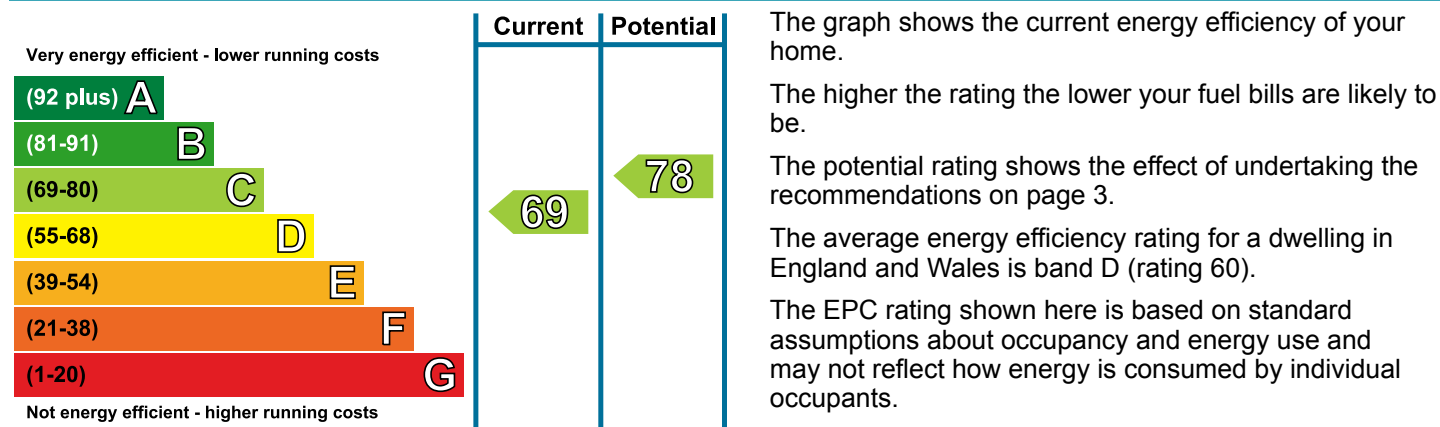 Current Potential
Very energy efficient - lower running costs
(92 plus) A
(81-91) B
(69-80) C
(55-68) D
(39-54) E
(21-38) F
(1-20) G
Not energy efficient - higher running costs
69
78
The graph shows the current energy efficiency of your
home.
The higher the rating the lower your fuel bills are likely to
be.
The potential rating shows the effect of undertaking the
recommendations on page 3.
The average energy efficiency rating for a dwelling in
England and Wales is band D (rating 60).
The EPC rating shown here is based on standard
assumptions about occupancy and energy use and
may not reflect how energy is consumed by individual
occupants.